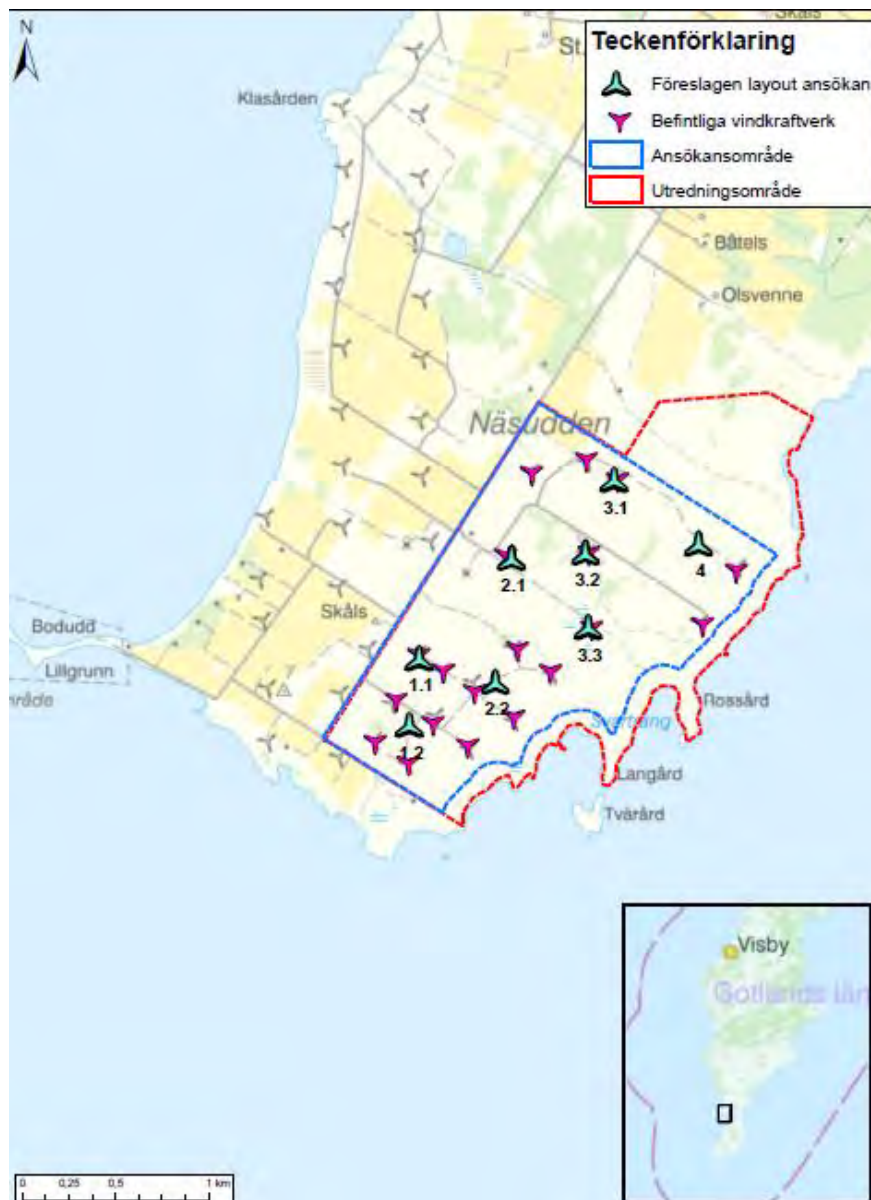 N
Skåls
St.
Teckenförklaring
Föreslagen layout ansökan
Befintliga vindkraftverk
Ansökansområde
Utredningsområde
Klasården
Båtels
Olsvenne
Näsudden
3.1
3.2
4
2.1
3.3
Skåls
Bodudd
Lillgrunn
1.1
2.2
Rossård
1.2
Langård
Tvärård
Visby
Gotlands län
0 0,25 0,5 1 km